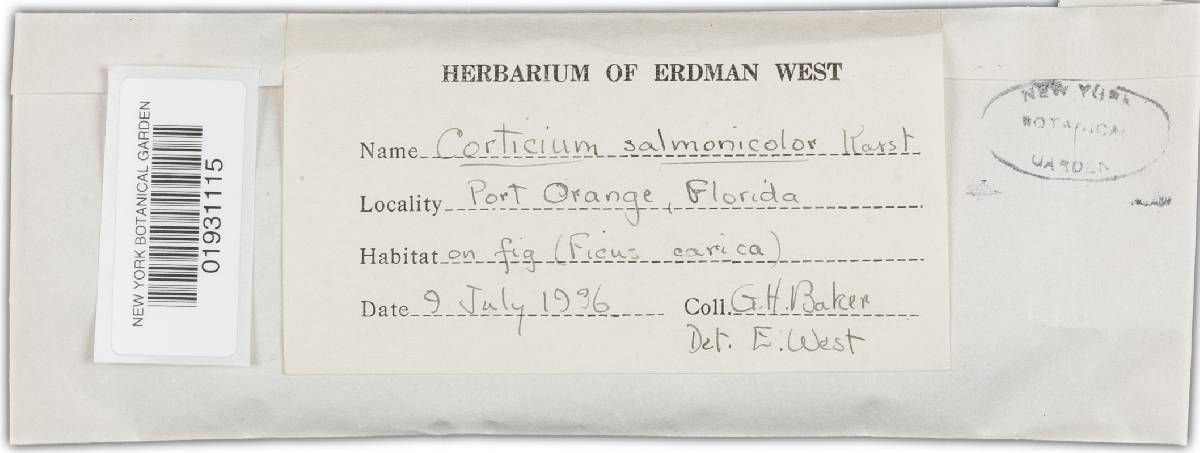 HERBARIUM OF ERDMAN WEST
Name Corticium salmonicolor Karst
Locality Port Orange, Florida
Habitat on fig (Ficus carica)
Date 9 July 1936 Coll. G.H. Baker
Det. E. West
NEW YORK BOTANICAL GARDEN
01931115
NEW YORK
BOTANICAL
GARDEN